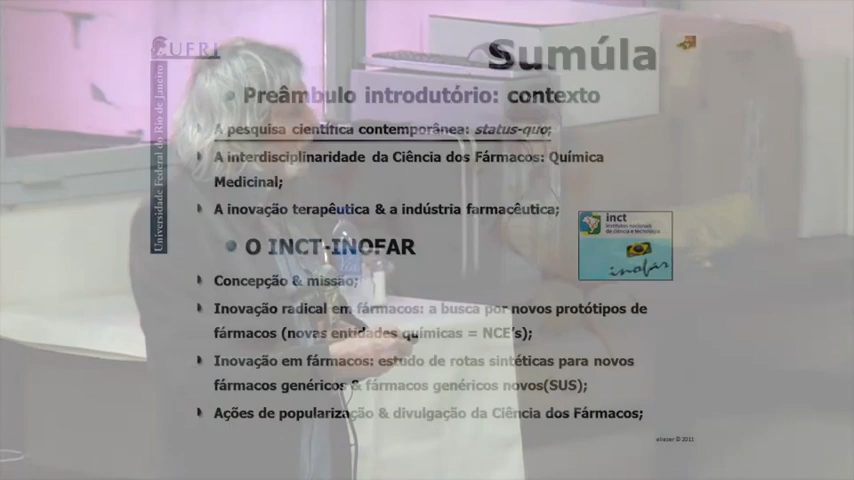 UFRJ
Sumúla
Universidade Federal do Rio de Janeiro
Preâmbulo introdutório: contexto
A pesquisa científica contemporânea: status-quo;
A interdisciplinaridade da Ciência dos Fármacos: Química
Medicinal;
A inovação terapêutica & a indústria farmacêutica;
inct
institutos nacionais
de ciência e tecnologia
inofar
O INCT-INOFAR
Concepção & missão;
Inovação radical em fármacos: a busca por novos protótipos de
fármacos (novas entidades químicas = NCE's);
Inovação em fármacos: estudo de rotas sintéticas para novos
fármacos genéricos & fármacos genéricos novos(SUS);
Ações de popularização & divulgação da Ciência dos Fármacos;
eliezer © 2011